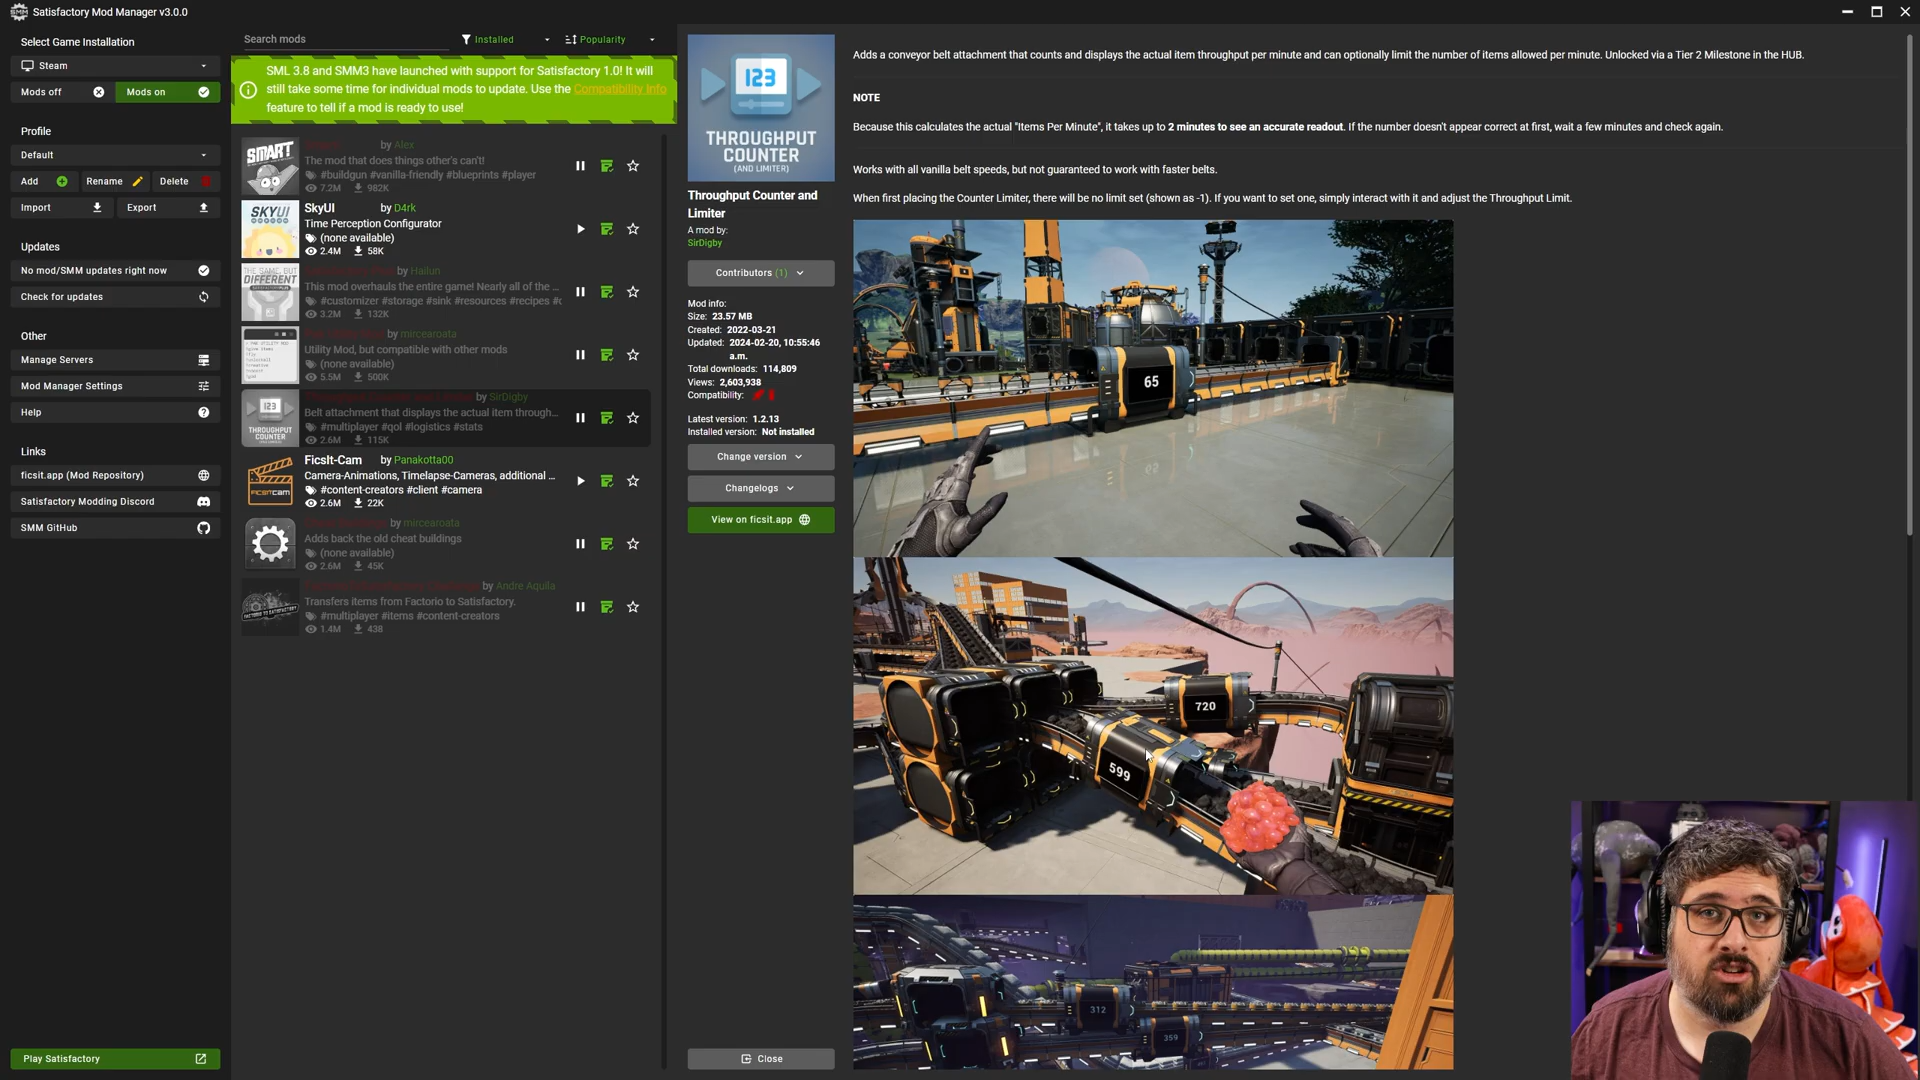 Satisfactory Mod Manager v3.0.0
Select Game Installation
Steam
Mods off
Mods on
Profile
Default
Add
Rename
Delete
Import
Export
Updates
No mod/SMM updates right now
Check for updates
Other
Manage Servers
Mod Manager Settings
Help
Links
ficsit.app (Mod Repository)
Satisfactory Modding Discord
SMM GitHub
Play Satisfactory
Search mods
Installed
Popularity
SML 3.8 and SMM3 have launched with support for Satisfactory 1.0! It will
still take some time for individual mods to update. Use the Compatibility Info
feature to tell if a mod is ready to use!
SMART
by Alex
The mod that does things other's can't!
#buildgun #vanilla-friendly #blueprints #player
7.2M 982K
SKYUI
SkyUI by D4rk
Time Perception Configurator
(none available)
2.4M 58K
THE SAME, BUT
DIFFERENT
by Hailun
This mod overhauls the entire game! Nearly all of the ...
#customizer #storage #sink #resources #recipes #c
3.2M 132K
by mircearoata
Utility Mod, but compatible with other mods
(none available)
5.5M 500K
123
THROUGHPUT
COUNTER
by SirDigby
Belt attachment that displays the actual item through...
#multiplayer #qol #logistics #stats
2.6M 115K
FICSIT CAM
FicsIt-Cam by Panakotta00
Camera-Animations, Timelapse-Cameras, additional ...
#content-creators #client #camera
2.6M 22K
by mircearoata
Adds back the old cheat buildings
(none available)
2.6M 45K
by Andre Aquila
Transfers items from Factorio to Satisfactory.
#multiplayer #items #content-creators
1.4M 438
123
THROUGHPUT
COUNTER
(AND LIMITER)
Throughput Counter and
Limiter
A mod by:
SirDigby
Contributors (1)
Mod info:
Size: 23.57 MB
Created: 2022-03-21
Updated: 2024-02-20, 10:55:46
a.m.
Total downloads: 114,809
Views: 2,603,938
Compatibility:
Latest version: 1.2.13
Installed version: Not installed
Change version
Changelogs
View on ficsit.app
Close
Adds a conveyor belt attachment that counts and displays the actual item throughput per minute and can optionally limit the number of items allowed per minute. Unlocked via a Tier 2 Milestone in the HUB.
NOTE
Because this calculates the actual "Items Per Minute", it takes up to 2 minutes to see an accurate readout. If the number doesn't appear correct at first, wait a few minutes and check again.
Works with all vanilla belt speeds, but not guaranteed to work with faster belts.
When first placing the Counter Limiter, there will be no limit set (shown as -1). If you want to set one, simply interact with it and adjust the Throughput Limit.
65
720
599
312
359